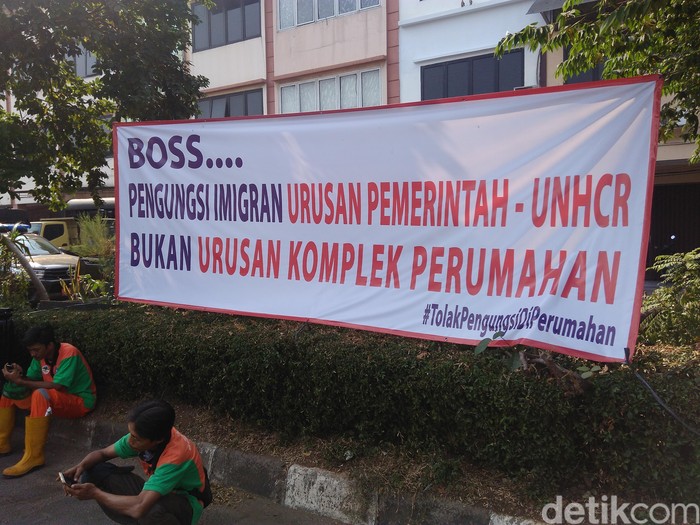 BOSS....
PENGUNGSI IMIGRAN URUSAN PEMERINTAH - UNHCR
BUKAN URUSAN KOMPLEK PERUMAHAN
#TolakPengungsiDiPerumahan
detikcom